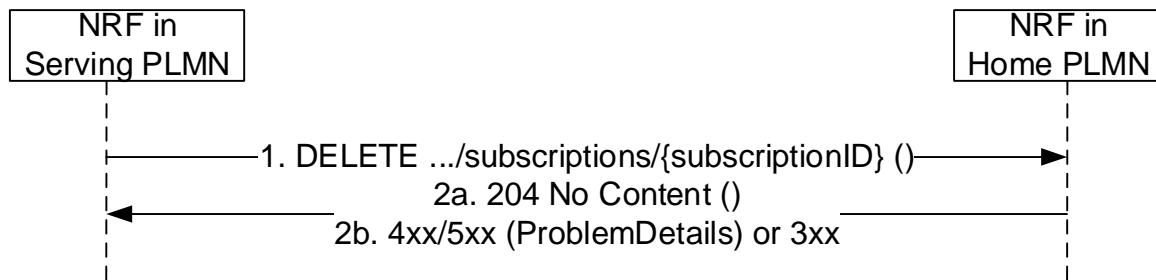 NRF in
Serving PLMN
NRF in
Home PLMN
1. DELETE .../subscriptions/{subscriptionID} ()
2a. 204 No Content ()
2b. 4xx/5xx (ProblemDetails) or 3xx